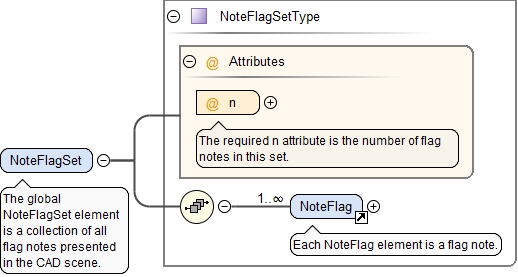 NoteFlagSetType
@ Attributes
@ n
The required n attribute is the number of flag
notes in this set.
NoteFlagSet
The global
NoteFlagSet element
is a collection of all
flag notes presented
in the CAD scene.
1..∞
NoteFlag
Each NoteFlag element is a flag note.